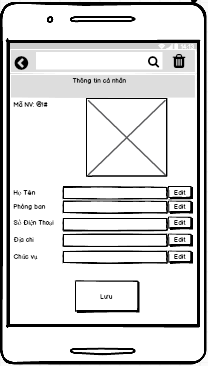 Thông tin cá nhân
Mã NV: @!#
Họ Tên Edit
Phòng ban Edit
Số Điện Thoại Edit
Địa chỉ Edit
Chức vụ Edit
Lưu